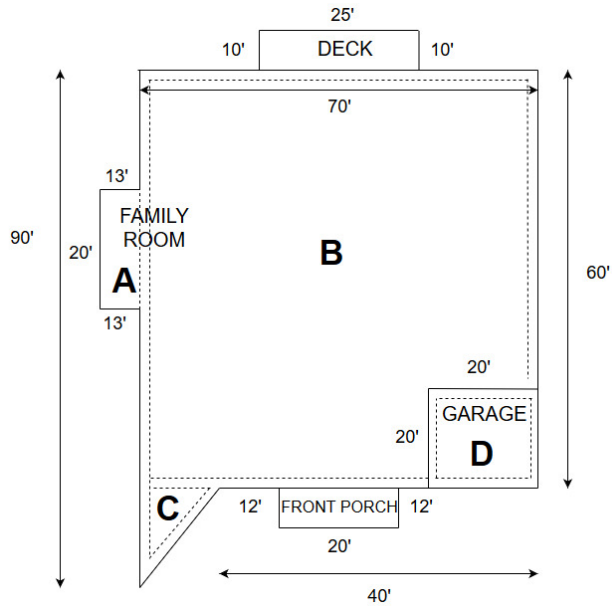 25'
10'
DECK
10'
70'
13'
FAMILY
ROOM
90'
20'
B
A
60'
13'
20'
GARAGE
20'
D
C
12'
FRONT PORCH
12'
20'
40'